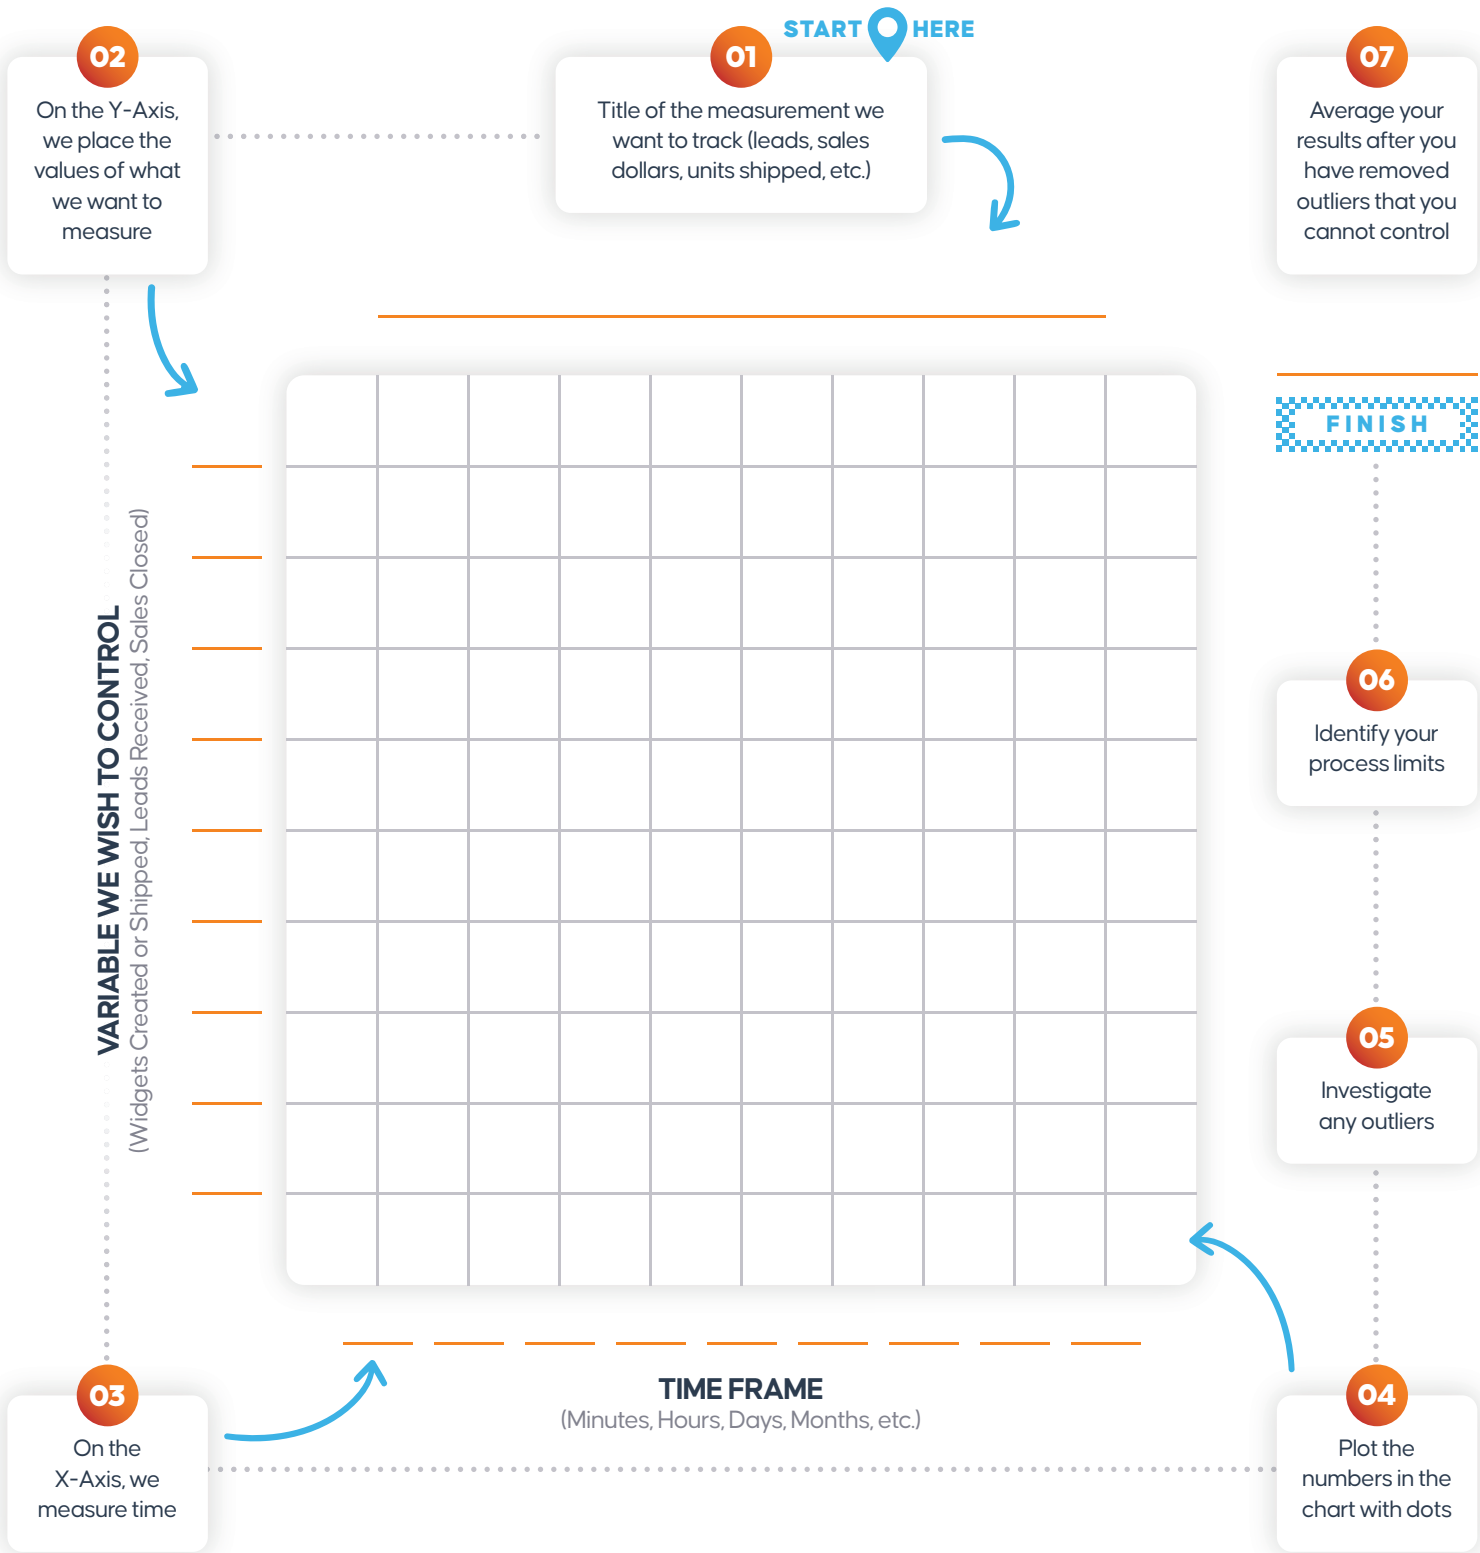 START HERE
01
Title of the measurement we
want to track (leads, sales
dollars, units shipped, etc.)
02
On the Y-Axis,
we place the
values of what
we want to
measure
VARIABLE WE WISH TO CONTROL
(Widgets Created or Shipped, Leads Received, Sales Closed)
03
On the
X-Axis, we
measure time
TIME FRAME
(Minutes, Hours, Days, Months, etc.)
04
Plot the
numbers in the
chart with dots
05
Investigate
any outliers
06
Identify your
process limits
07
Average your
results after you
have removed
outliers that you
cannot control
FINISH